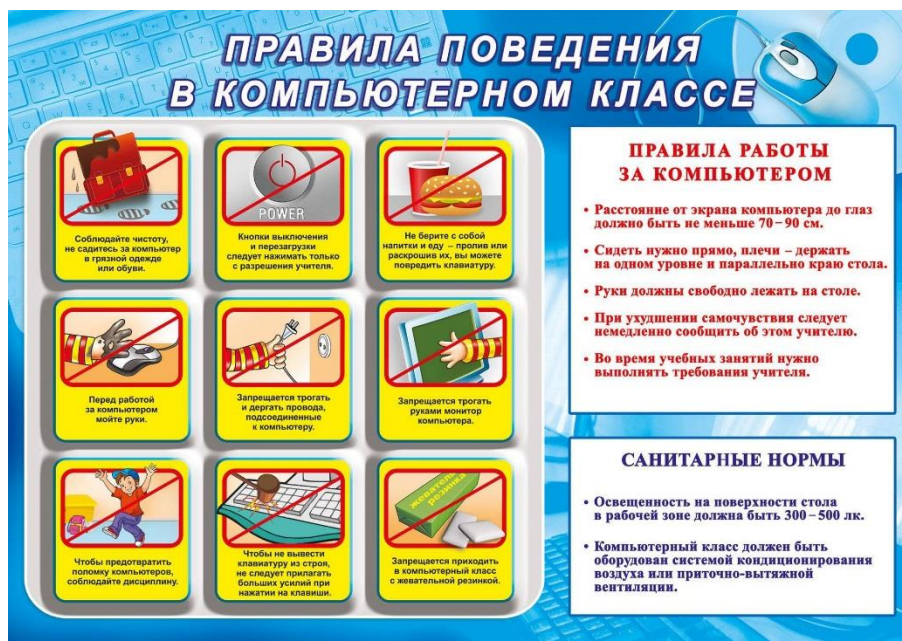 ПРАВИЛА ПОВЕДЕНИЯ
В КОМПЬЮТЕРНОМ КЛАССЕ
Соблюдайте чистоту,
не садитесь за компьютер
в грязной одежде
или обуви.
POWER
Кнопки выключения
и перезагрузки
следует нажимать только
с разрешения учителя.
Не берите с собой
напитки и еду – пролив или
раскрошив их, вы можете
повредить клавиатуру.
Перед работой
за компьютером
мойте руки.
Запрещается трогать
и дергать провода,
подсоединенные
к компьютеру.
Запрещается трогать
руками монитор
компьютера.
Чтобы предотвратить
поломку компьютеров,
соблюдайте дисциплину.
Чтобы не вывести
клавиатуру из строя,
не следует прилагать
больших усилий при
нажатии на клавиши.
жевательная
резинка
Запрещается приходить
в компьютерный класс
с жевательной резинкой.
ПРАВИЛА РАБОТЫ
ЗА КОМПЬЮТЕРОМ
• Расстояние от экрана компьютера до глаз
должно быть не меньше 70–90 см.
• Сидеть нужно прямо, плечи – держать
на одном уровне и параллельно краю стола.
• Руки должны свободно лежать на столе.
• При ухудшении самочувствия следует
немедленно сообщить об этом учителю.
• Во время учебных занятий нужно
выполнять требования учителя.
САНИТАРНЫЕ НОРМЫ
• Освещенность на поверхности стола
в рабочей зоне должна быть 300–500 лк.
• Компьютерный класс должен быть
оборудован системой кондиционирования
воздуха или приточно-вытяжной
вентиляции.